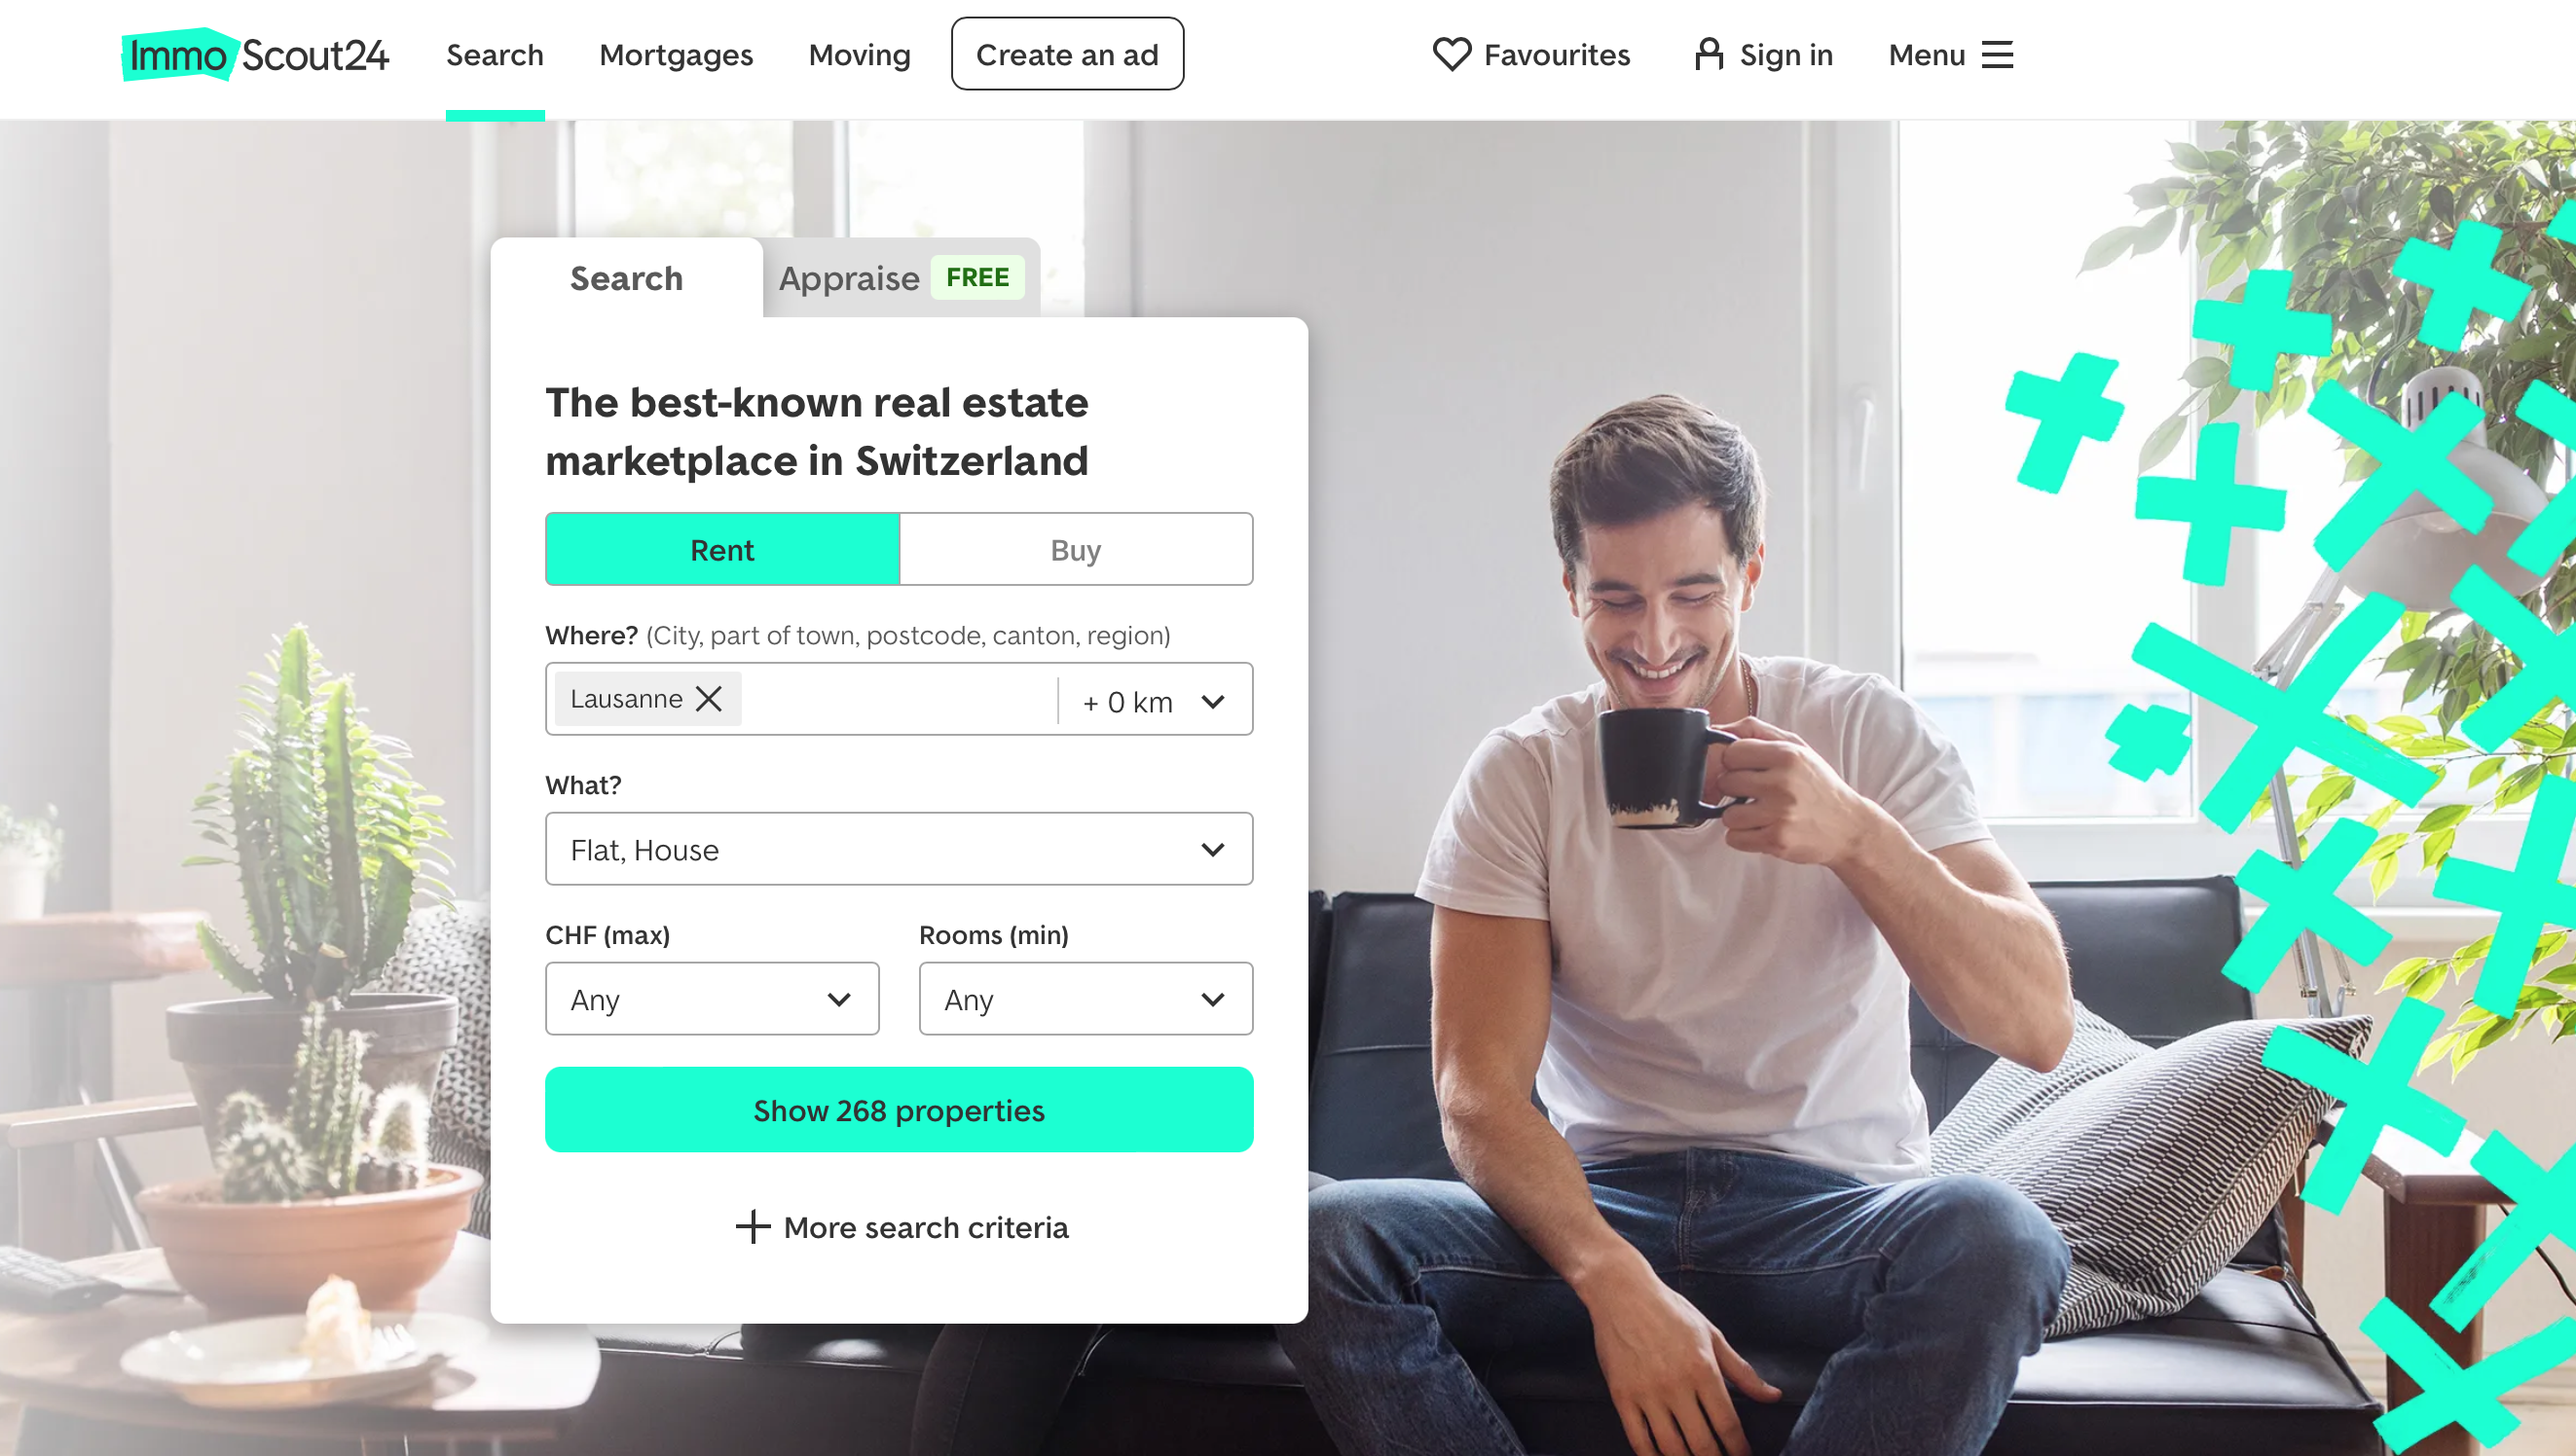 ImmoScout24 Search Mortgages Moving Create an ad Favourites Sign in Menu
Search Appraise FREE
The best-known real estate
marketplace in Switzerland
Rent Buy
Where? (City, part of town, postcode, canton, region)
Lausanne + 0 km
What?
Flat, House
CHF (max) Rooms (min)
Any Any
Show 268 properties
More search criteria